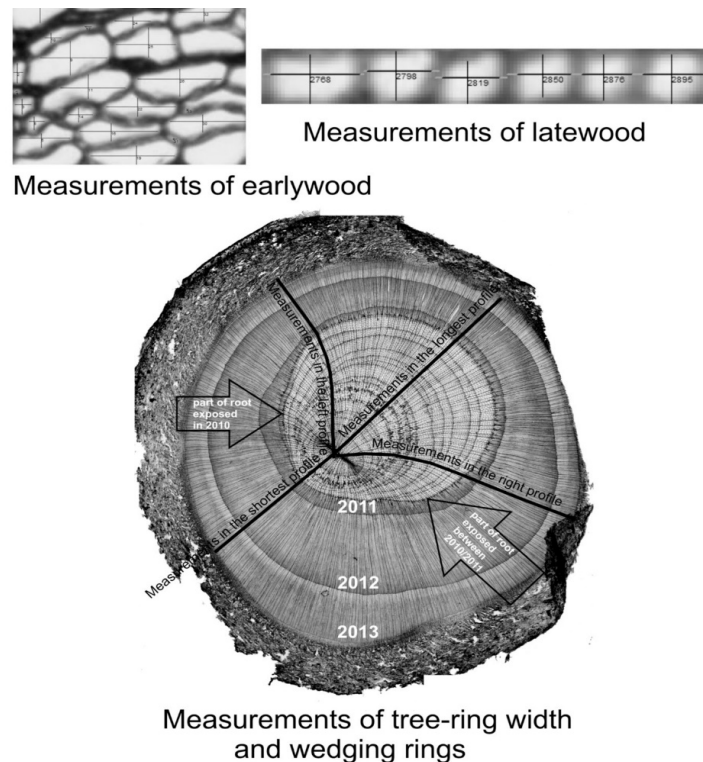 2768
2798
2819
2850
2876
2895
Measurements of latewood
Measurements of earlywood
Measurements in the left profile
Measurements in the longest profile
part of root
exposed
in 2010
Measurements in the right profile
Measurements in the shortest profile
2011
part of root
exposed
between
2010/2011
2012
2013
Measurements of tree-ring width
and wedging rings